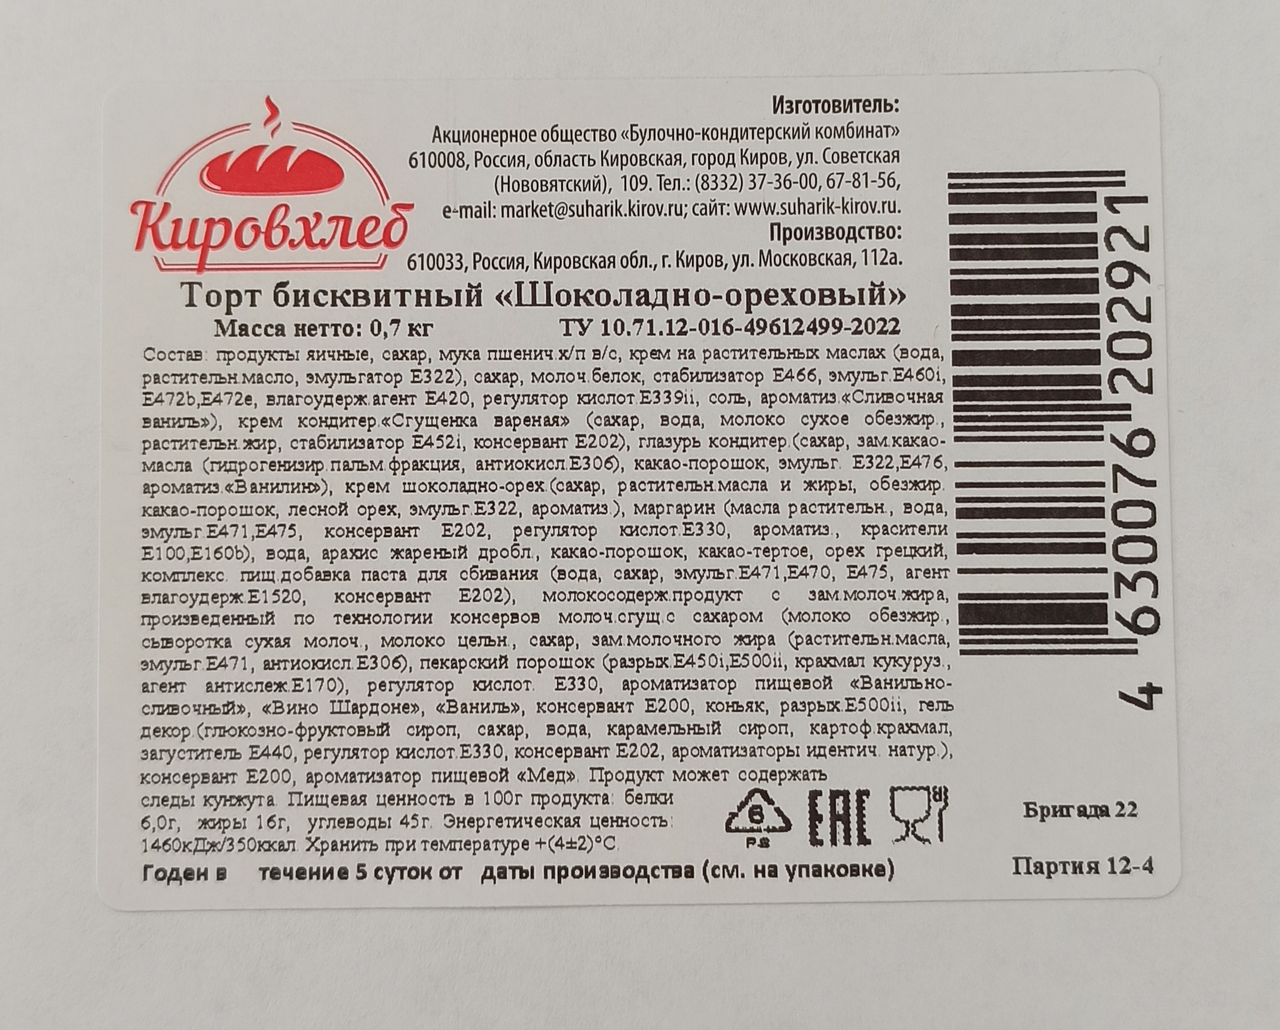 Кировхлеб
Изготовитель:
Акционерное общество «Булочно-кондитерский комбинат»
610008, Россия, область Кировская, город Киров, ул. Советская
(Нововятский), 109. Тел.: (8332) 37-36-00, 67-81-56,
e-mail: market@suharik.kirov.ru; сайт: www.suharik-kirov.ru.
Производство:
610033, Россия, Кировская обл., г. Киров, ул. Московская, 112а.
Торт бисквитный «Шоколадно-ореховый»
Масса нетто: 0,7 кг ТУ 10.71.12-016-49612499-2022
Состав: продукты яичные, сахар, мука пшенич.х/п в/с, крем на растительных маслах (вода,
растительн.масло, эмульгатор Е322), сахар, молоч.белок, стабилизатор Е466, эмульг.Е460i,
Е472b,Е472е, влагоудерж.агент Е420, регулятор кислот.Е339ii, соль, ароматиз.«Сливочная
ваниль»), крем кондитер.«Сгущенка вареная» (сахар, вода, молоко сухое обезжир.,
растительн.жир, стабилизатор Е452i, консервант Е202), глазурь кондитер.(сахар, зам.какао-
масла (гидрогенизир.пальм.фракция, антиокисл.Е306), какао-порошок, эмульг. Е322,Е476,
ароматиз.«Ванилин»), крем шоколадно-орех.(сахар, растительн.масла и жиры, обезжир.
какао-порошок, лесной орех, эмульг.Е322, ароматиз.), маргарин (масла растительн., вода,
эмульг.Е471,Е475, консервант Е202, регулятор кислот.Е330, ароматиз., красители
Е100,Е160b), вода, арахис жареный дробл., какао-порошок, какао-тертое, орех грецкий,
комплекс. пищ.добавка паста для сбивания (вода, сахар, эмульг.Е471,Е470, Е475, агент
влагоудерж.Е1520, консервант Е202), молокосодерж.продукт с зам.молоч.жира,
произведенный по технологии консервов молоч.сгущ.с сахаром (молоко обезжир.,
сыворотка сухая молоч., молоко цельн., сахар, зам.молочного жира (растительн.масла,
эмульг.Е471, антиокисл.Е306), пекарский порошок (разрых.Е450i,Е500ii, крахмал кукуруз.,
агент антислеж.Е170), регулятор кислот. Е330, ароматизатор пищевой «Ванильно-
сливочный», «Вино Шардоне», «Ваниль», консервант Е200, коньяк, разрых.Е500ii, гель
декор.(глюкозно-фруктовый сироп, сахар, вода, карамельный сироп, картоф.крахмал,
загуститель Е440, регулятор кислот.Е330, консервант Е202, ароматизаторы идентич. натур.),
консервант Е200, ароматизатор пищевой «Мед». Продукт может содержать
следы кунжута. Пищевая ценность в 100г продукта: белки
6,0г, жиры 16г, углеводы 45г. Энергетическая ценность:
1460кДж/350ккал. Хранить при температуре +(4±2)°С.
Годен в течение 5 суток от даты производства (см. на упаковке)
6
PS
EAC
Бригада 22
Партия 12-4
4 630076 202921